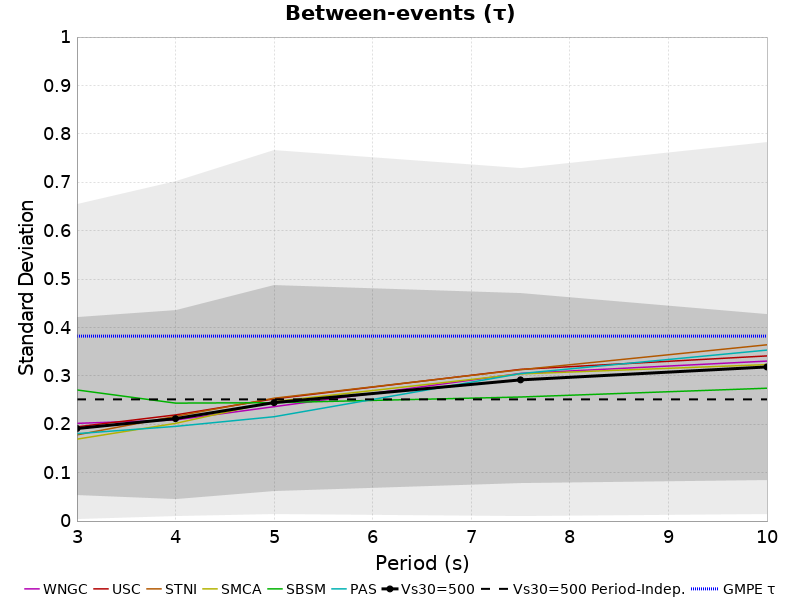 Between-events (τ)
1
0.9
0.8
0.7
0.6
0.5
0.4
0.3
0.2
0.1
0
Standard Deviation
3 4 5 6 7 8 9 10
Period (s)
WNGC USC STNI SMCA SBSM PAS Vs30=500 Vs30=500 Period-Indep. GMPE τ